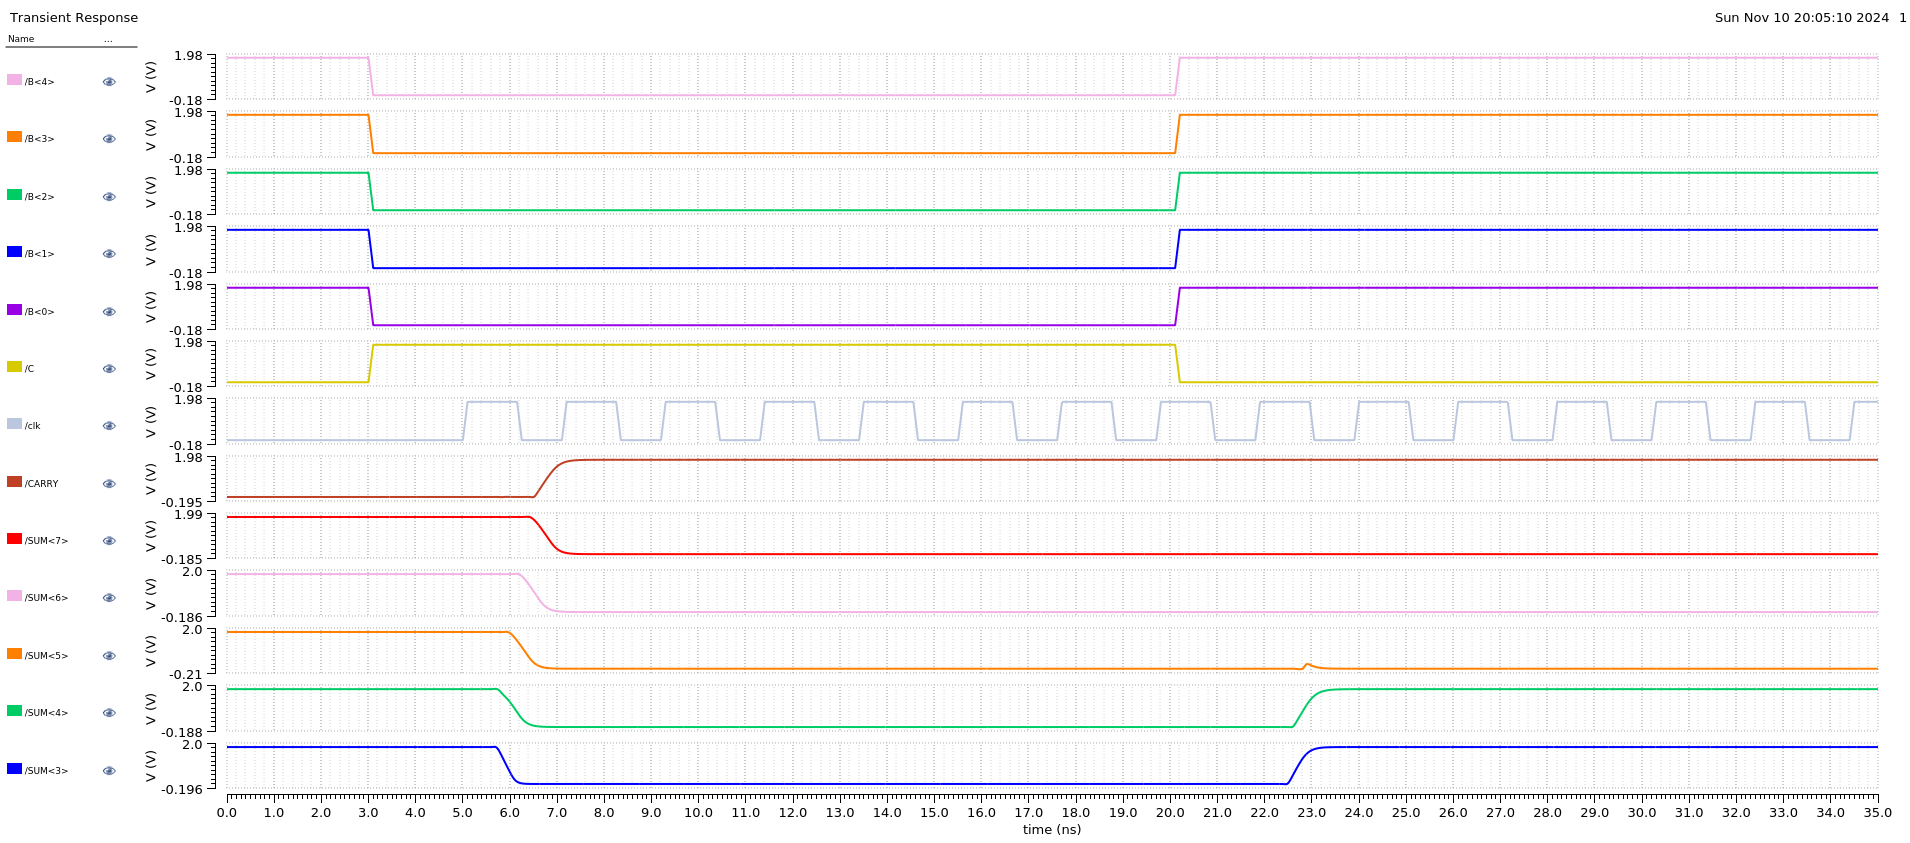 Transient Response
Sun Nov 10 20:05:10 2024 1
Name ...
/B<4>
V (V)
1.98
-0.18
/B<3>
V (V)
1.98
-0.18
/B<2>
V (V)
1.98
-0.18
/B<1>
V (V)
1.98
-0.18
/B<0>
V (V)
1.98
-0.18
/C
V (V)
1.98
-0.18
/clk
V (V)
1.98
-0.18
/CARRY
V (V)
1.98
-0.195
/SUM<7>
V (V)
1.99
-0.185
/SUM<6>
V (V)
2.0
-0.186
/SUM<5>
V (V)
2.0
-0.21
/SUM<4>
V (V)
2.0
-0.188
/SUM<3>
V (V)
2.0
-0.196
0.0 1.0 2.0 3.0 4.0 5.0 6.0 7.0 8.0 9.0 10.0 11.0 12.0 13.0 14.0 15.0 16.0 17.0 18.0 19.0 20.0 21.0 22.0 23.0 24.0 25.0 26.0 27.0 28.0 29.0 30.0 31.0 32.0 33.0 34.0 35.0
time (ns)